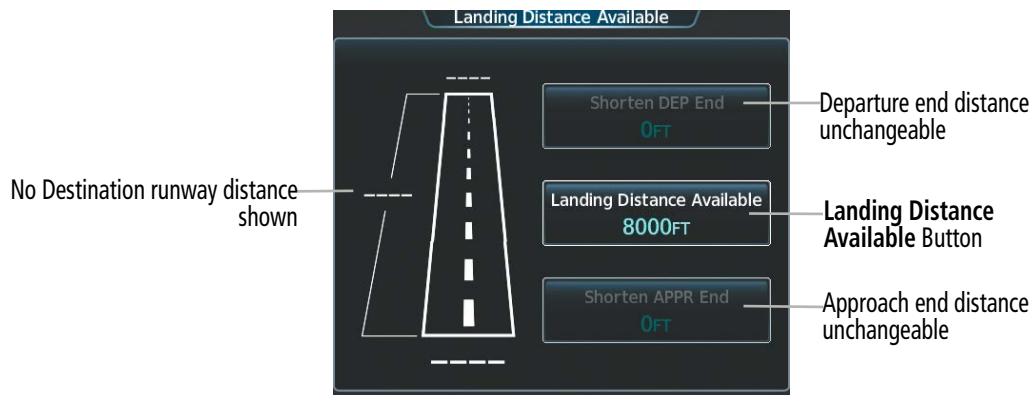 Landing Distance Available
----
Shorten DEP End
0FT
Departure end distance
unchangeable
No Destination runway distance
shown
----
Landing Distance Available
8000FT
Landing Distance
Available Button
Shorten APPR End
0FT
Approach end distance
unchangeable
----